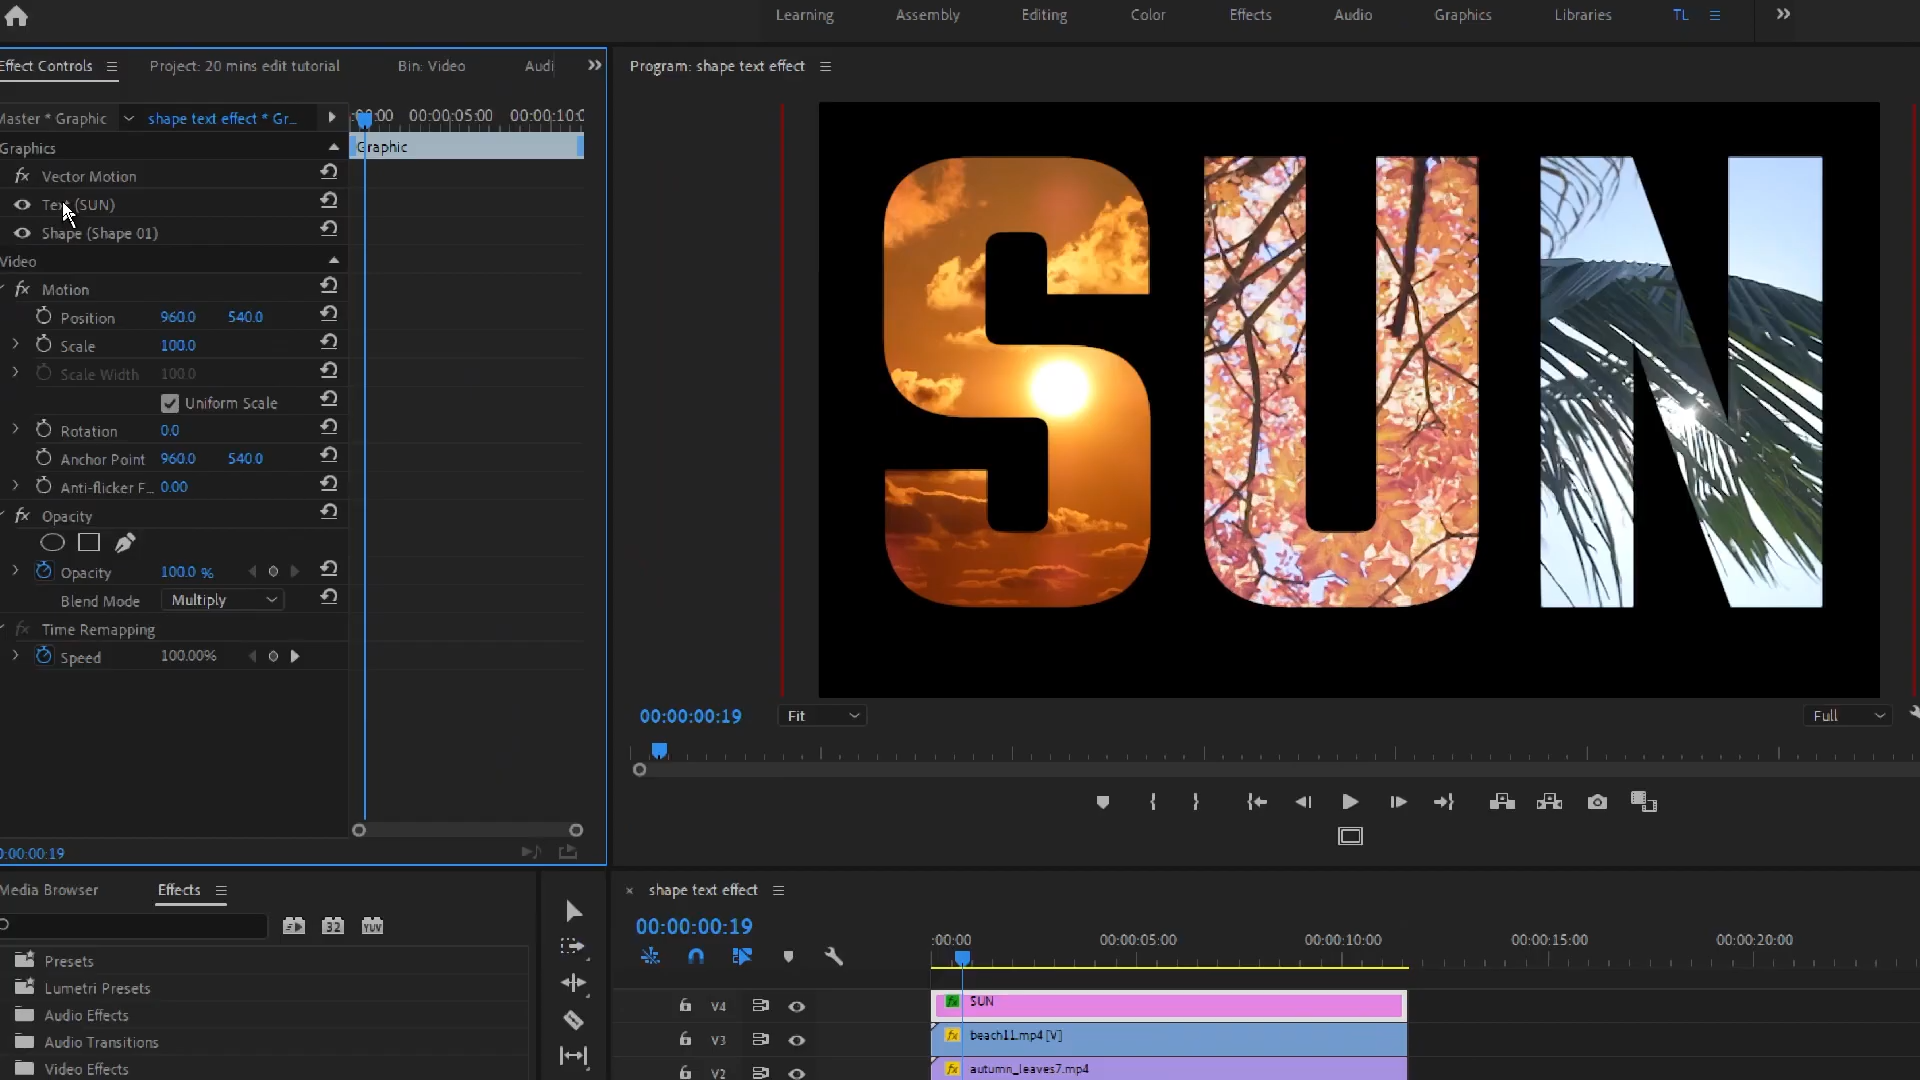 Learning Assembly Editing Color Effects Audio Graphics Libraries TL
Effect Controls Project: 20 mins edit tutorial Bin: Video Audi
Program: shape text effect
Master * Graphic shape text effect * Gr...
:00:00 00:00:05:00 00:00:10:0
Graphics
Graphic
fx Vector Motion
Text (SUN)
Shape (Shape 01)
Video
fx Motion
Position 960.0 540.0
Scale 100.0
Scale Width 100.0
Uniform Scale
Rotation 0.0
Anchor Point 960.0 540.0
Anti-flicker F... 0.00
fx Opacity
Opacity 100.0 %
Blend Mode Multiply
fx Time Remapping
Speed 100.00%
0:00:00:19
SUN
00:00:00:19 Fit Full
Media Browser Effects
32 YUV
Presets
Lumetri Presets
Audio Effects
Audio Transitions
Video Effects
× shape text effect
00:00:00:19
:00:00 00:00:05:00 00:00:10:00 00:00:15:00 00:00:20:00
V4 fx SUN
V3 fx beach11.mp4 [V]
V2 fx autumn_leaves7.mp4